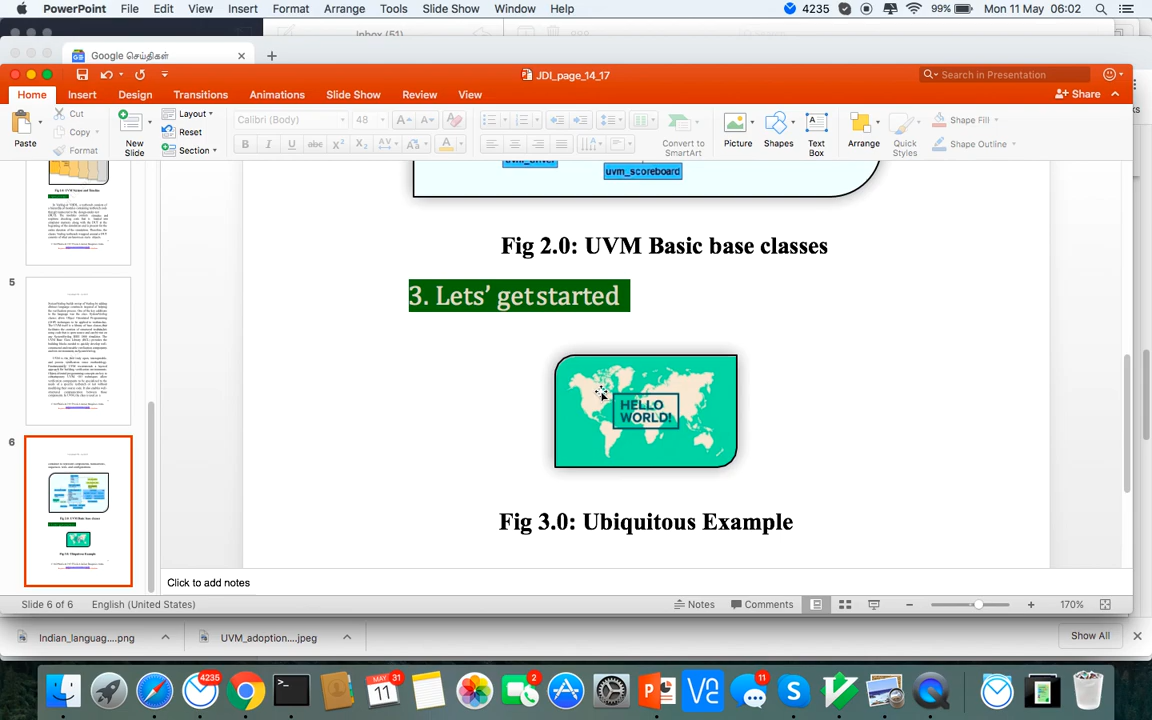 PowerPoint File Edit View Insert Format Arrange Tools Slide Show Window Help 4235 99% Mon 11 May 06:02
Inbox (51)
Google செய்திகள்
JDI_page_14_17 Search in Presentation
Home Insert Design Transitions Animations Slide Show Review View Share
Paste Cut Copy Format
New Slide Layout Reset Section
Calibri (Body) 48
Convert to SmartArt
Picture Shapes Text Box Arrange Quick Styles Shape Fill Shape Outline
uvm_driver
uvm_scoreboard
Fig 2.0: UVM Basic base classes
3. Lets' get started
HELLO
WORLD!
Fig 3.0: Ubiquitous Example
5
6
Click to add notes
Slide 6 of 6 English (United States) Notes Comments 170%
Indian_languag....png UVM_adoption....jpeg Show All
4235 MAY 11 31 2 11